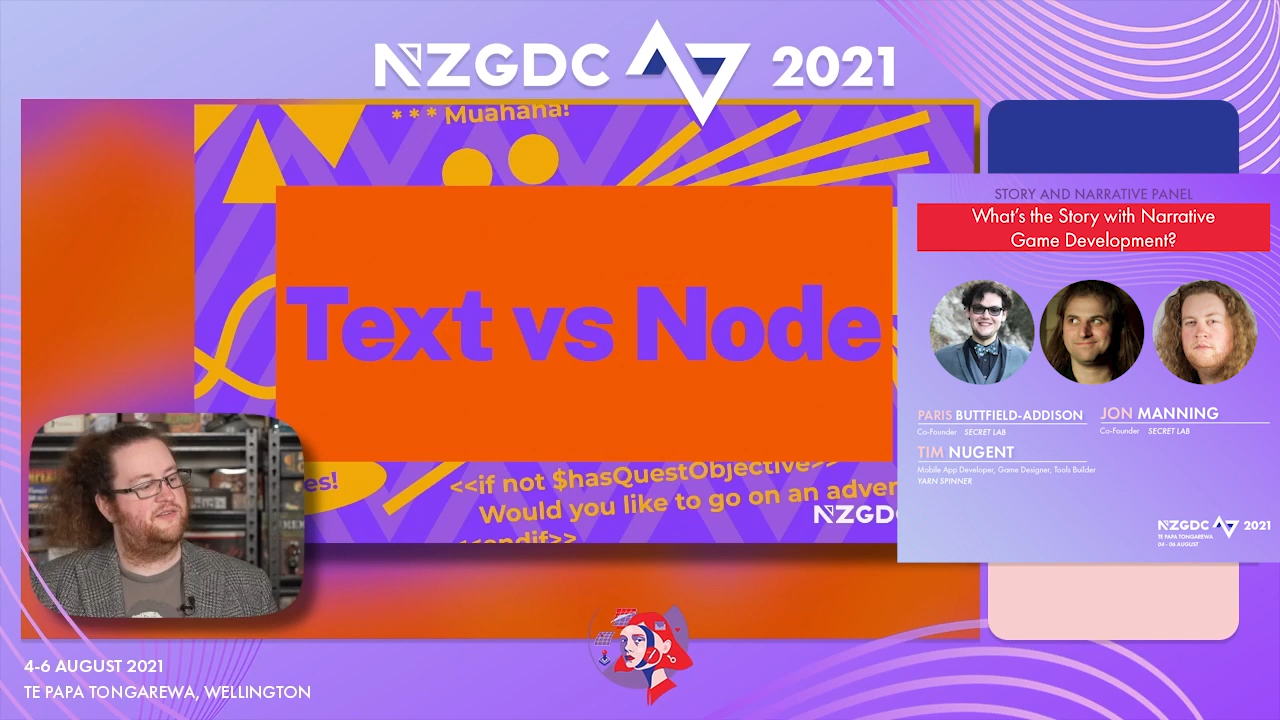 NZGDC 2021
*** Muahaha!
Text vs Node
es!
<<if not $hasQuestObjective>>
Would you like to go on an adven
<<endif>>
NZGD
STORY AND NARRATIVE PANEL
What's the Story with Narrative
Game Development?
PARIS BUTTFIELD-ADDISON
Co-Founder SECRET LAB
JON MANNING
Co-Founder SECRET LAB
TIM NUGENT
Mobile App Developer, Game Designer, Tools Builder
YARN SPINNER
NZGDC 2021
TE PAPA TONGAREWA
04 - 06 AUGUST
4-6 AUGUST 2021
TE PAPA TONGAREWA, WELLINGTON